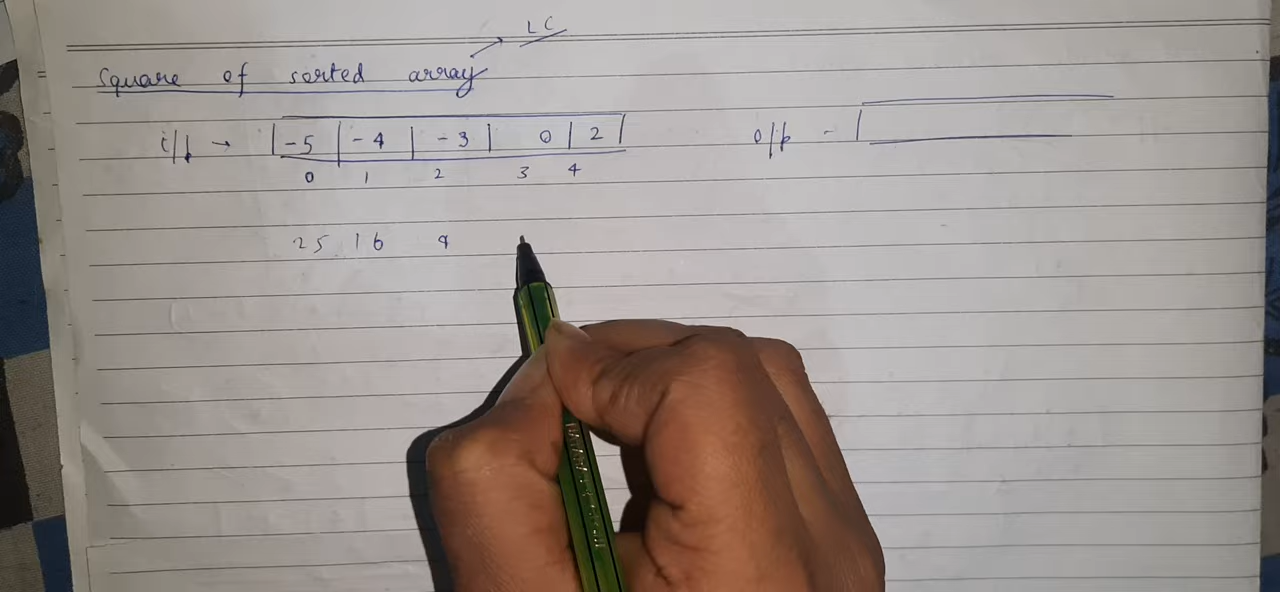 LC
Square of sorted array
i/p → -5 -4 -3 0 2 o/p -
0 1 2 3 4
25 16 9